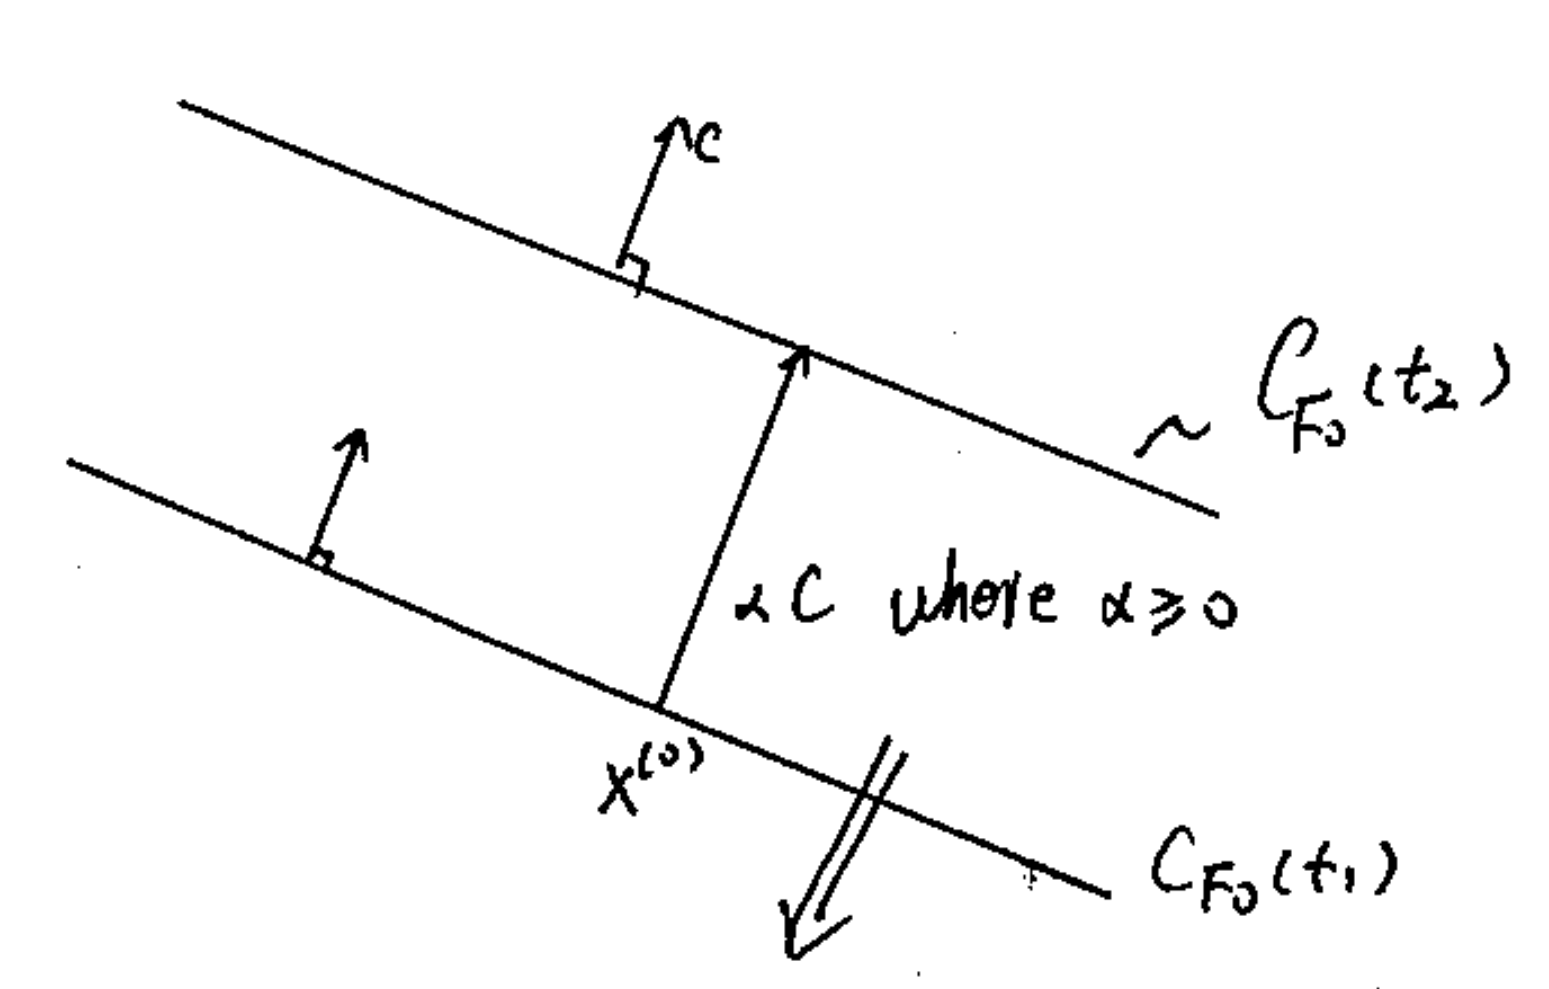 C
~ C_{F_0}(t_2)
αC where α ≥ 0
x^{(0)}
C_{F_0}(t_1)